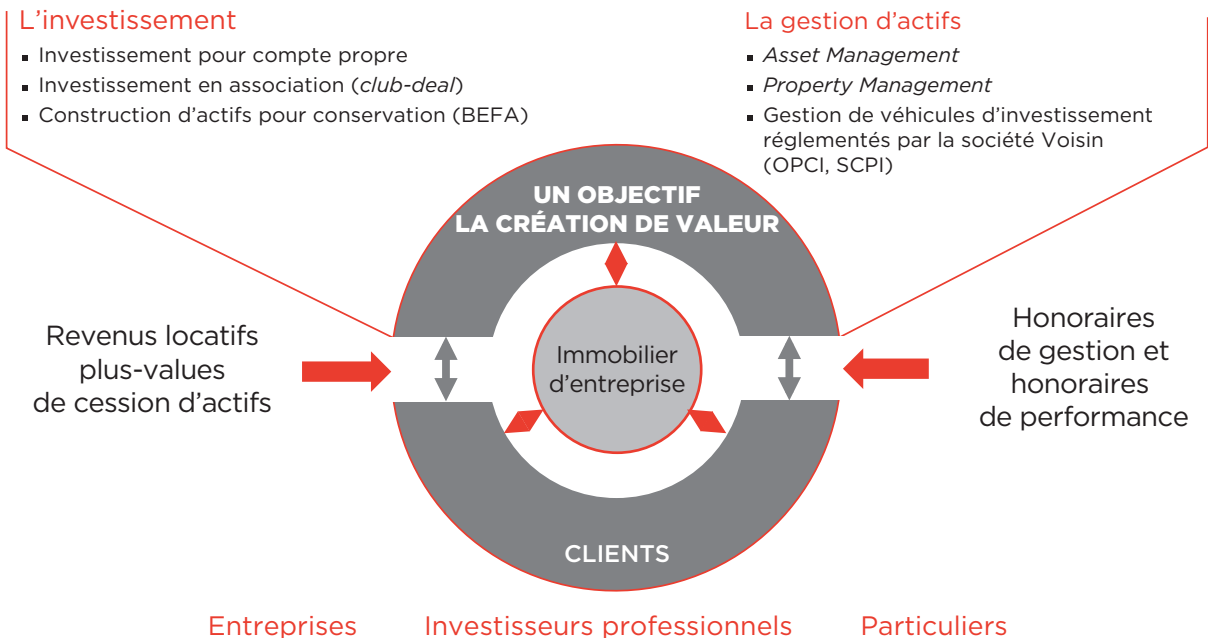 L'investissement
▪ Investissement pour compte propre
▪ Investissement en association (club-deal)
▪ Construction d'actifs pour conservation (BEFA)
La gestion d'actifs
▪ Asset Management
▪ Property Management
▪ Gestion de véhicules d'investissement
réglementés par la société Voisin
(OPCI, SCPI)
UN OBJECTIF
LA CRÉATION DE VALEUR
Revenus locatifs
plus-values
de cession d'actifs
Immobilier
d'entreprise
Honoraires
de gestion et
honoraires
de performance
CLIENTS
Entreprises
Investisseurs professionnels
Particuliers